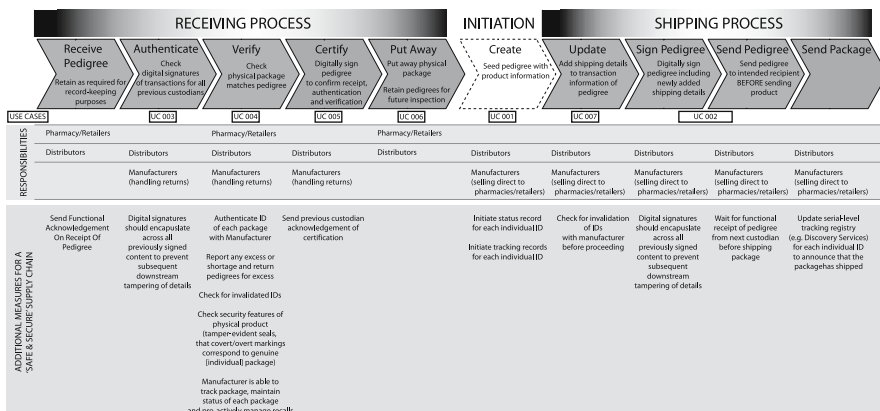 RECEIVING PROCESS
INITIATION
SHIPPING PROCESS
Receive
Pedigree
Retain as required for
record-keeping
purposes
Authenticate
Check
digital signatures
of transactions for all
previous custodians
Verify
Check
physical package
matches pedigree
Certify
Digitally sign
pedigree
to confirm receipt,
authentication
and verification
Put Away
Put away physical
package
Retain pedigrees for
future inspection
Create
Seed pedigree with
product information
Update
Add shipping details
to transaction
information of
pedigree
Sign Pedigree
Digitally sign
pedigree including
newly added
shipping details
Send Pedigree
Send pedigree
to intended recipient
BEFORE sending
product
Send Package
USE CASES
UC 003
UC 004
UC 005
UC 006
UC 001
UC 007
UC 002
RESPONSIBILITIES
Pharmacy/Retailers
Pharmacy/Retailers
Pharmacy/Retailers
Distributors
Distributors
Distributors
Distributors
Distributors
Distributors
Distributors
Distributors
Distributors
Distributors
Manufacturers
(handling returns)
Manufacturers
(handling returns)
Manufacturers
(handling returns)
Manufacturers
(selling direct to
pharmacies/retailers)
Manufacturers
(selling direct to
pharmacies/retailers)
Manufacturers
(selling direct to
pharmacies/retailers)
Manufacturers
(selling direct to
pharmacies/retailers)
Manufacturers
(selling direct to
pharmacies/retailers)
ADDITIONAL MEASURES FOR A
'SAFE & SECURE' SUPPLY CHAIN
Send Functional
Acknowledgement
On Receipt Of
Pedigree
Digital signatures
should encapuslate
across all
previously signed
content to prevent
subsequent
downstream
tampering of details
Authenticate ID
of each package
with Manufacturer
Report any excess or
shortage and return
pedigrees for excess
Check for invalidated IDs
Check security features of
physical product
(tamper-evident seals,
that covert/overt markings
correspond to genuine
(individual) package)
Manufacturer is able to
track package, maintain
status of each package
and pro-actively manage recalls
Send previous custodian
acknowledgement of
certification
Initiate status record
for each individual ID
Initiate tracking records
for each individual ID
Check for invalidation
of IDs
with manufacturer
before proceeding
Digital signatures
should encapuslate
across all
previously signed
content to prevent
subsequent
downstream
tampering of details
Wait for functional
receipt of pedigree
from next custodian
before shipping
package
Update serial-level
tracking registry
(e.g. Discovery Services)
for each individual ID
to announce that the
packagehas shipped